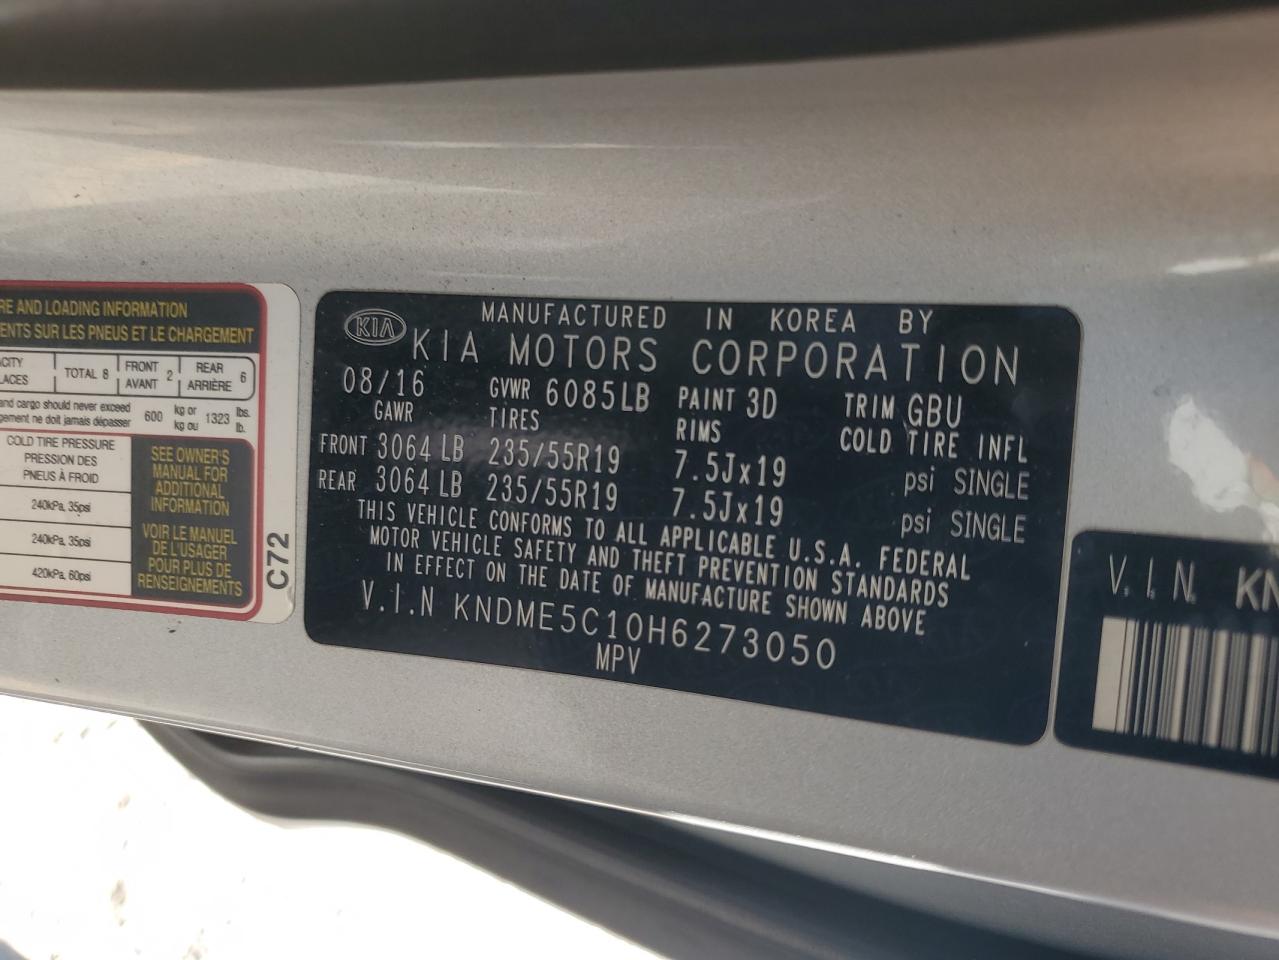 RE AND LOADING INFORMATION
ENTS SUR LES PNEUS ET LE CHARGEMENT
ACITY
LACES
TOTAL 8
FRONT
AVANT
2
REAR
ARRIÈRE
6
and cargo should never exceed
gement ne doit jamais dépasser
600
kg or
kg ou
1323
lbs.
lb.
COLD TIRE PRESSURE
PRESSION DES
PNEUS À FROID
240kPa, 35psi
240kPa, 35psi
420kPa, 60psi
SEE OWNER'S
MANUAL FOR
ADDITIONAL
INFORMATION
VOIR LE MANUEL
DE L'USAGER
POUR PLUS DE
RENSEIGNEMENTS
C72
MANUFACTURED IN KOREA BY
KIA KIA MOTORS CORPORATION
08/16 GVWR 6085LB PAINT 3D TRIM GBU
GAWR TIRES RIMS COLD TIRE INFL
FRONT 3064 LB 235/55R19 7.5Jx19 psi SINGLE
REAR 3064 LB 235/55R19 7.5Jx19 psi SINGLE
THIS VEHICLE CONFORMS TO ALL APPLICABLE U.S.A. FEDERAL
MOTOR VEHICLE SAFETY AND THEFT PREVENTION STANDARDS
IN EFFECT ON THE DATE OF MANUFACTURE SHOWN ABOVE
V.I.N KNDME5C10H6273050
MPV
V.I.N. KN